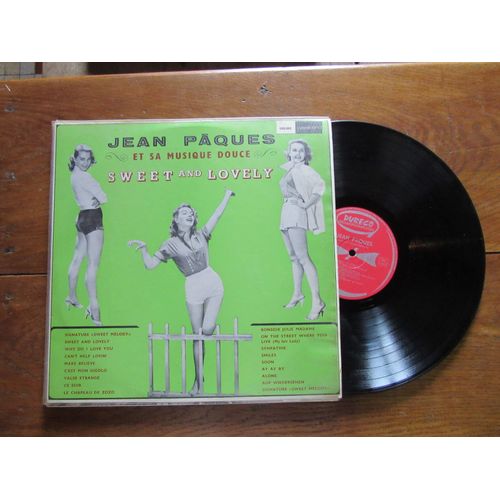 JEAN PÂQUES
ET SA MUSIQUE DOUCE
SWEET AND LOVELY
SIGNATURE «SWEET MELODY»
SWEET AND LOVELY
WHY DO I LOVE YOU
CAN'T HELP LOVIN'
MAKE BELIEVE
C'EST MON GIGOLO
VALSE ETRANGE
CE SOIR
LE CHAPEAU DE ZOZO
BONSOIR JOLIE MADAME
ON THE STREET WHERE YOU
LIVE (My fair Lady)
SYMPATHIE
SMILES
SOON
AY AY AY
ALONE
AUF WIEDERSEHEN
SIGNATURE «SWEET MELODY»
DURECO
JEAN PÂQUES